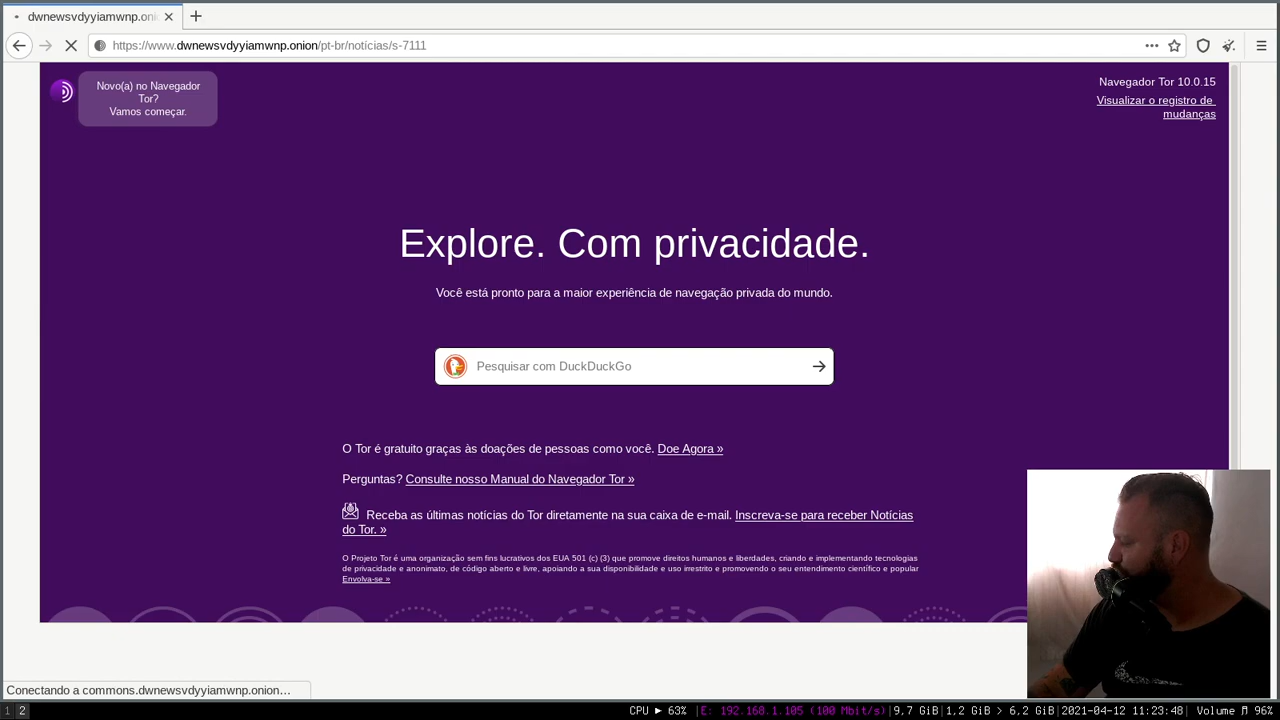 dwnewsvdyyiamwnp.oni
https://www.dwnewsvdyyiamwnp.onion/pt-br/notícias/s-7111
Novo(a) no Navegador
Tor?
Vamos começar.
Navegador Tor 10.0.15
Visualizar o registro de
mudanças
Explore. Com privacidade.
Você está pronto para a maior experiência de navegação privada do mundo.
Pesquisar com DuckDuckGo
O Tor é gratuito graças às doações de pessoas como você. Doe Agora »
Perguntas? Consulte nosso Manual do Navegador Tor »
Receba as últimas notícias do Tor diretamente na sua caixa de e-mail. Inscreva-se para receber Notícias
do Tor. »
O Projeto Tor é uma organização sem fins lucrativos dos EUA 501 (c) (3) que promove direitos humanos e liberdades, criando e implementando tecnologias
de privacidade e anonimato, de código aberto e livre, apoiando a sua disponibilidade e uso irrestrito e promovendo o seu entendimento científico e popular
Envolva-se »
Conectando a commons.dwnewsvdyyiamwnp.onion…
1 2 CPU ► 63% |E: 192.168.1.105 (100 Mbit/s)|9,7 GiB|1,2 GiB > 6,2 GiB|2021-04-12 11:23:48| Volume ♬ 96%